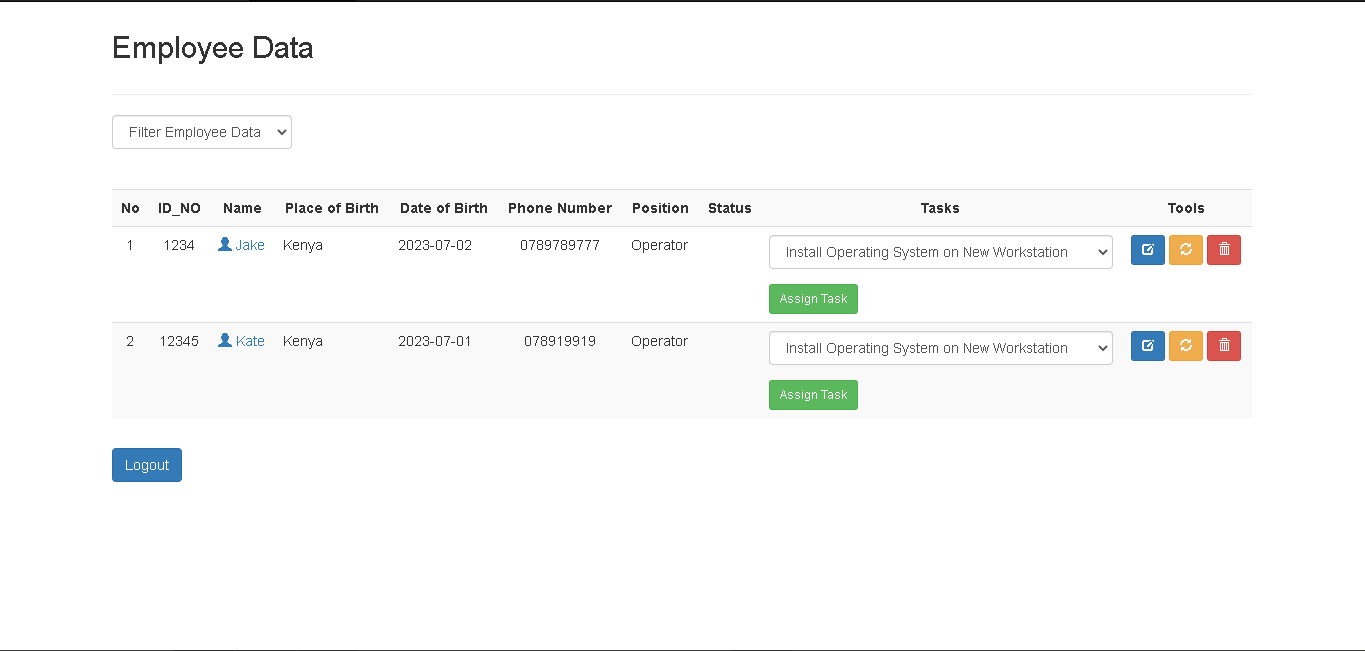 Employee Data
Filter Employee Data
No ID_NO Name Place of Birth Date of Birth Phone Number Position Status Tasks Tools
1 1234 Jake Kenya 2023-07-02 0789789777 Operator Install Operating System on New Workstation
Assign Task
2 12345 Kate Kenya 2023-07-01 078919919 Operator Install Operating System on New Workstation
Assign Task
Logout